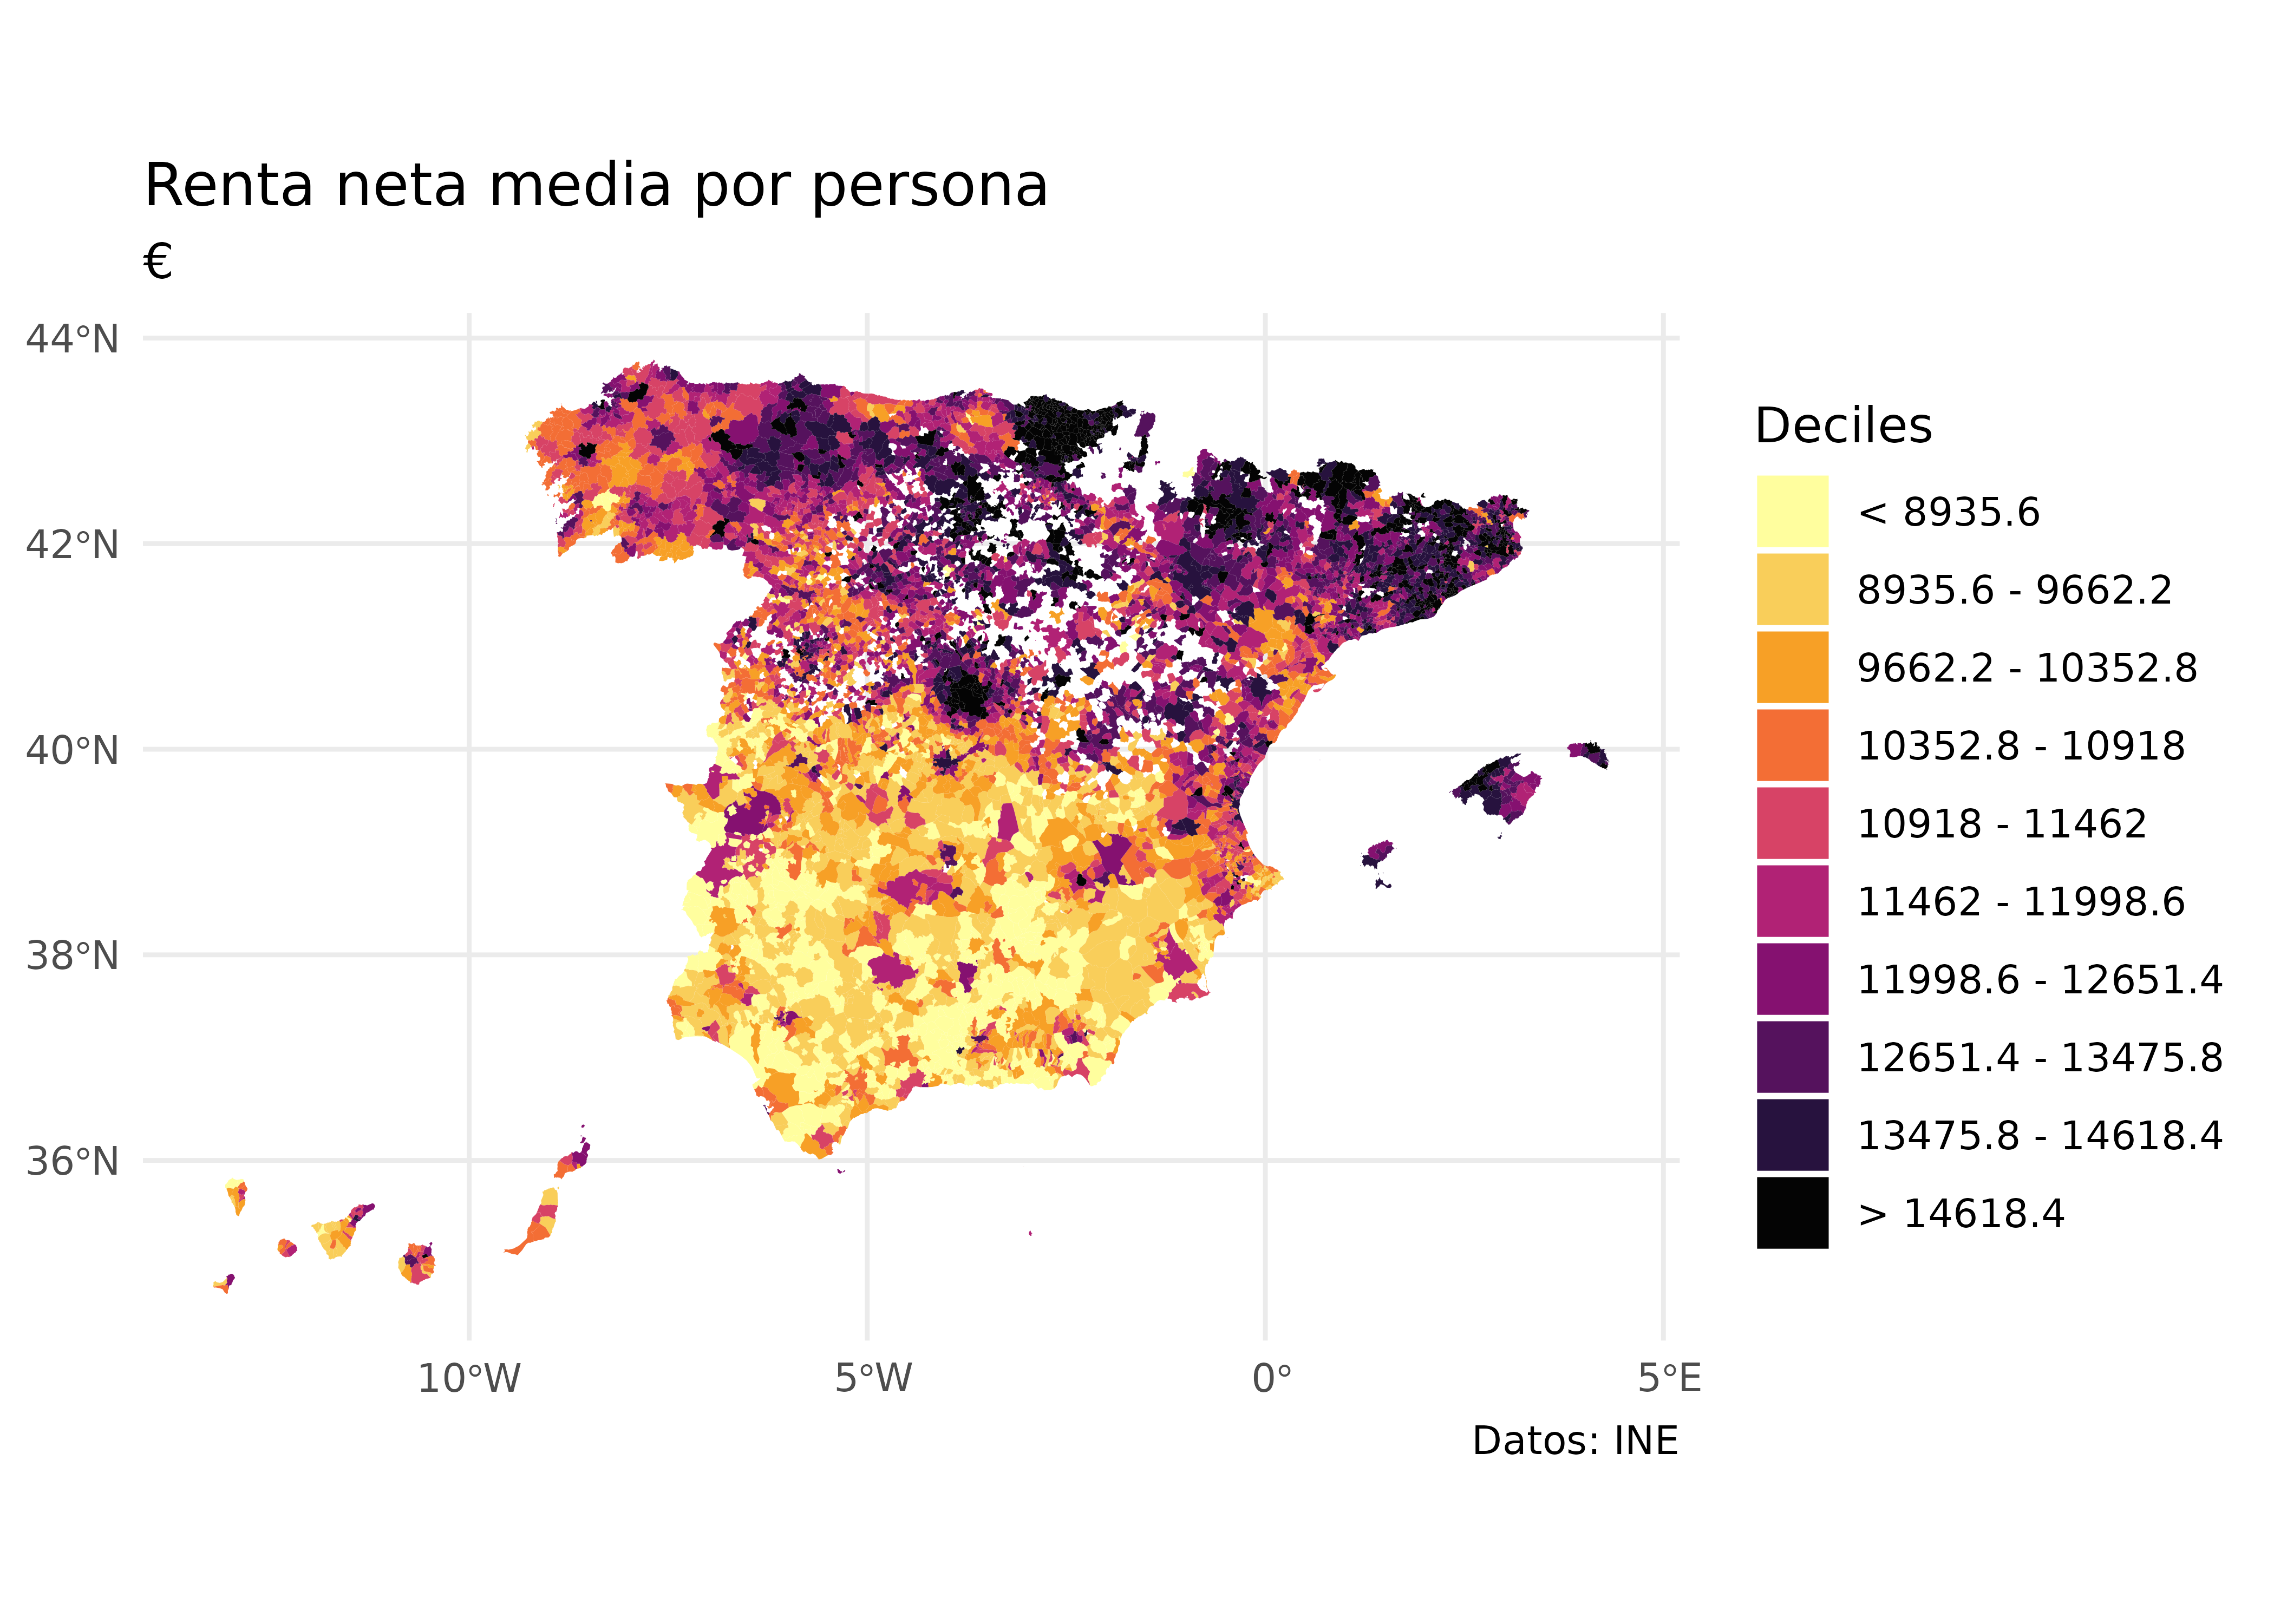 Renta neta media por persona
€
44°N
42°N
40°N
38°N
36°N
10°W
5°W
0°
5°E
Deciles
< 8935.6
8935.6 - 9662.2
9662.2 - 10352.8
10352.8 - 10918
10918 - 11462
11462 - 11998.6
11998.6 - 12651.4
12651.4 - 13475.8
13475.8 - 14618.4
> 14618.4
Datos: INE